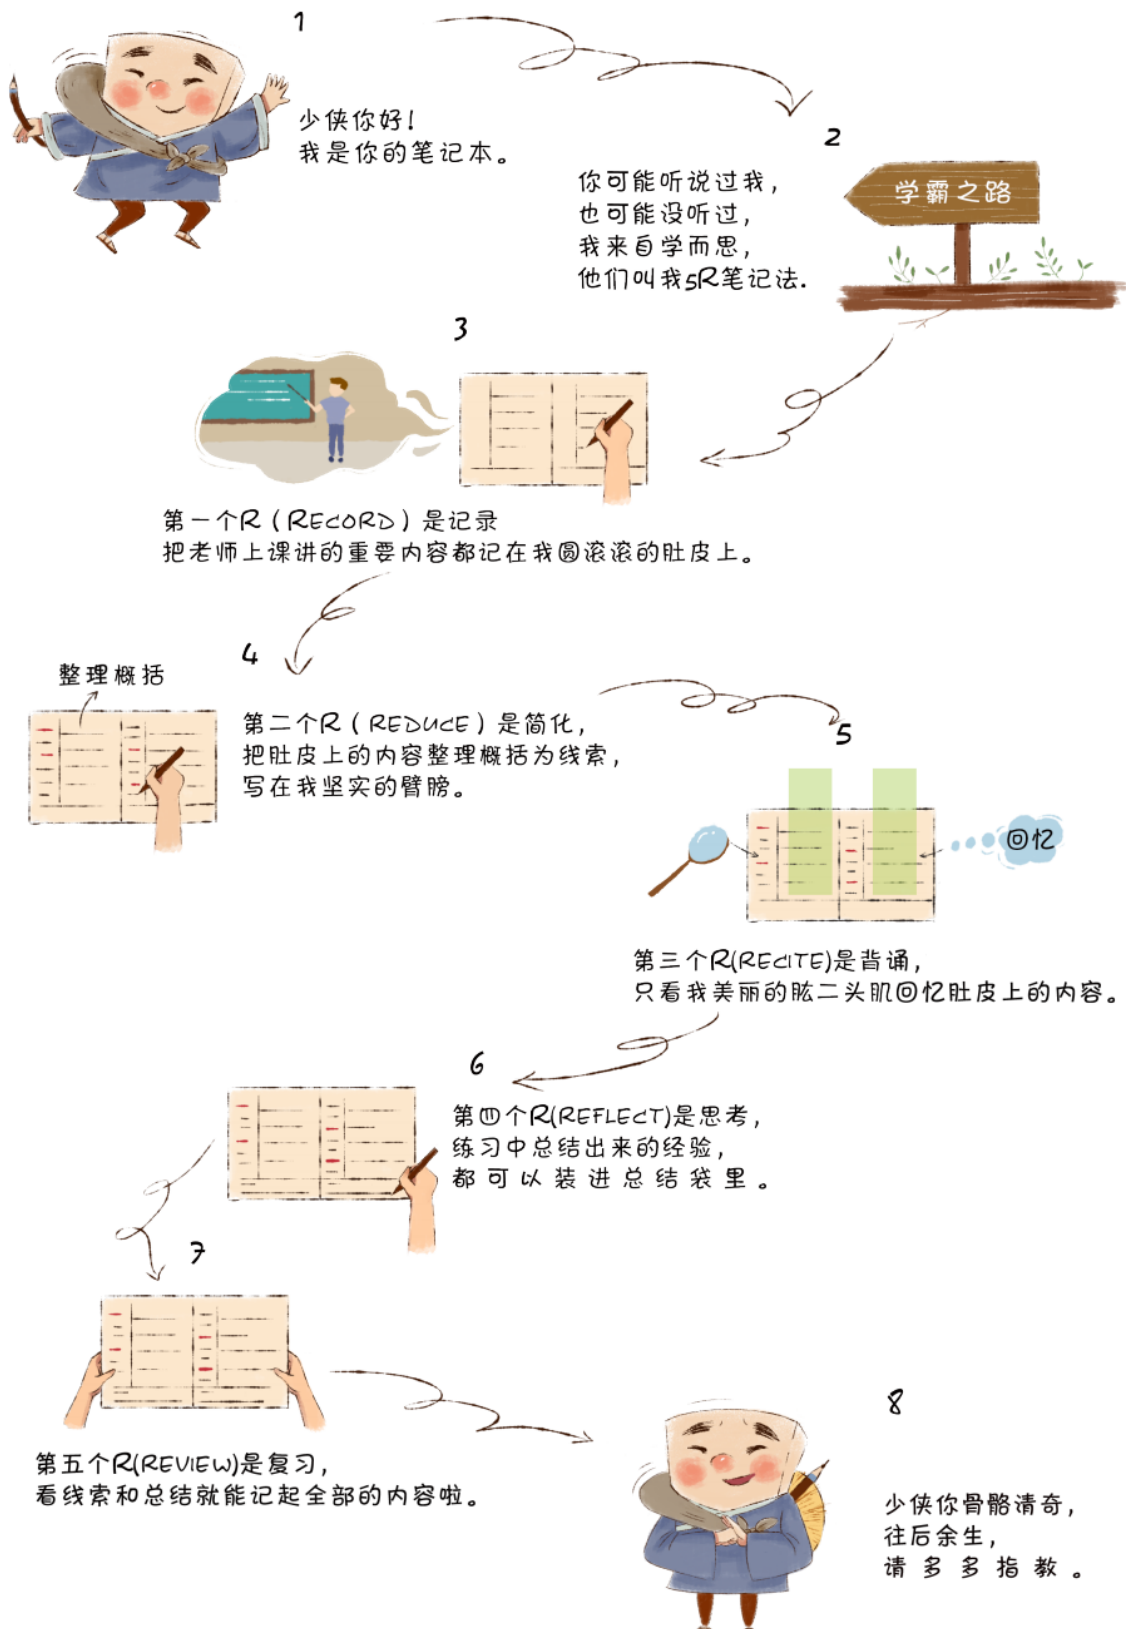 1
少侠你好！
我是你的笔记本。
2
你可能听说过我，
也可能没听过，
我来自学而思，
他们叫我5R笔记法.
学霸之路
3
第一个R（RECORD）是记录
把老师上课讲的重要内容都记在我圆滚滚的肚皮上。
4
整理概括
第二个R（REDUCE）是简化，
把肚皮上的内容整理概括为线索，
写在我坚实的臂膀。
5
回忆
第三个R(RECITE)是背诵，
只看我美丽的肱二头肌回忆肚皮上的内容。
6
第四个R(REFLECT)是思考，
练习中总结出来的经验，
都可以装进总结袋里。
7
第五个R(REVIEW)是复习，
看线索和总结就能记起全部的内容啦。
8
少侠你骨骼清奇，
往后余生，
请多多指教。